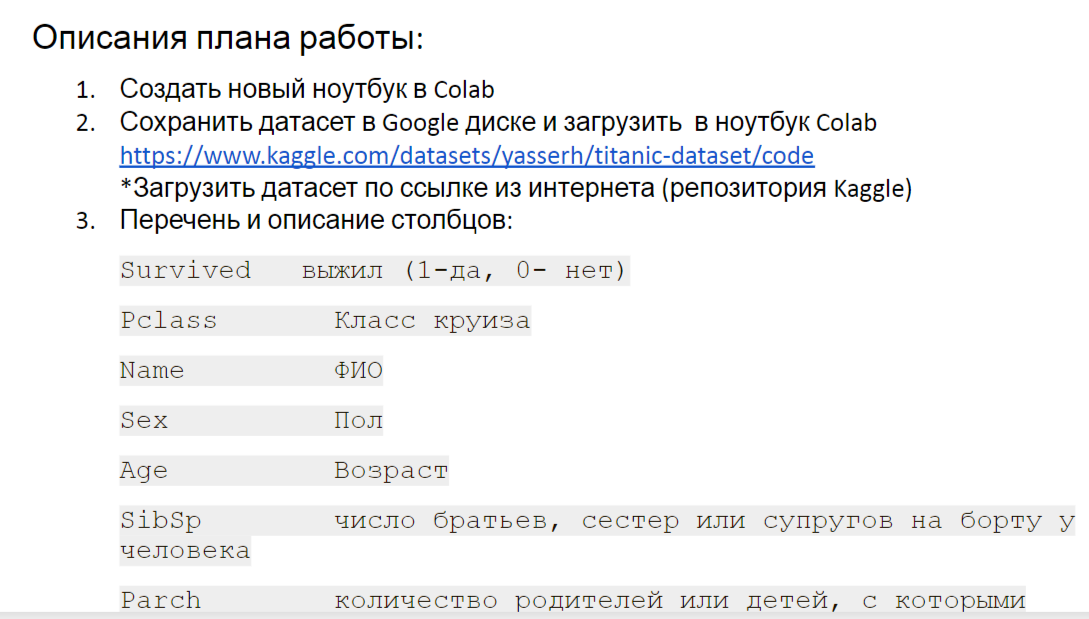 Описания плана работы:
1. Создать новый ноутбук в Colab
2. Сохранить датасет в Google диске и загрузить в ноутбук Colab
https://www.kaggle.com/datasets/yasserh/titanic-dataset/code
*Загрузить датасет по ссылке из интернета (репозитория Kaggle)
3. Перечень и описание столбцов:
Survived выжил (1-да, 0- нет)
Pclass Класс круиза
Name ФИО
Sex Пол
Age Возраст
SibSp число братьев, сестер или супругов на борту у
человека
Parch количество родителей или детей, с которыми